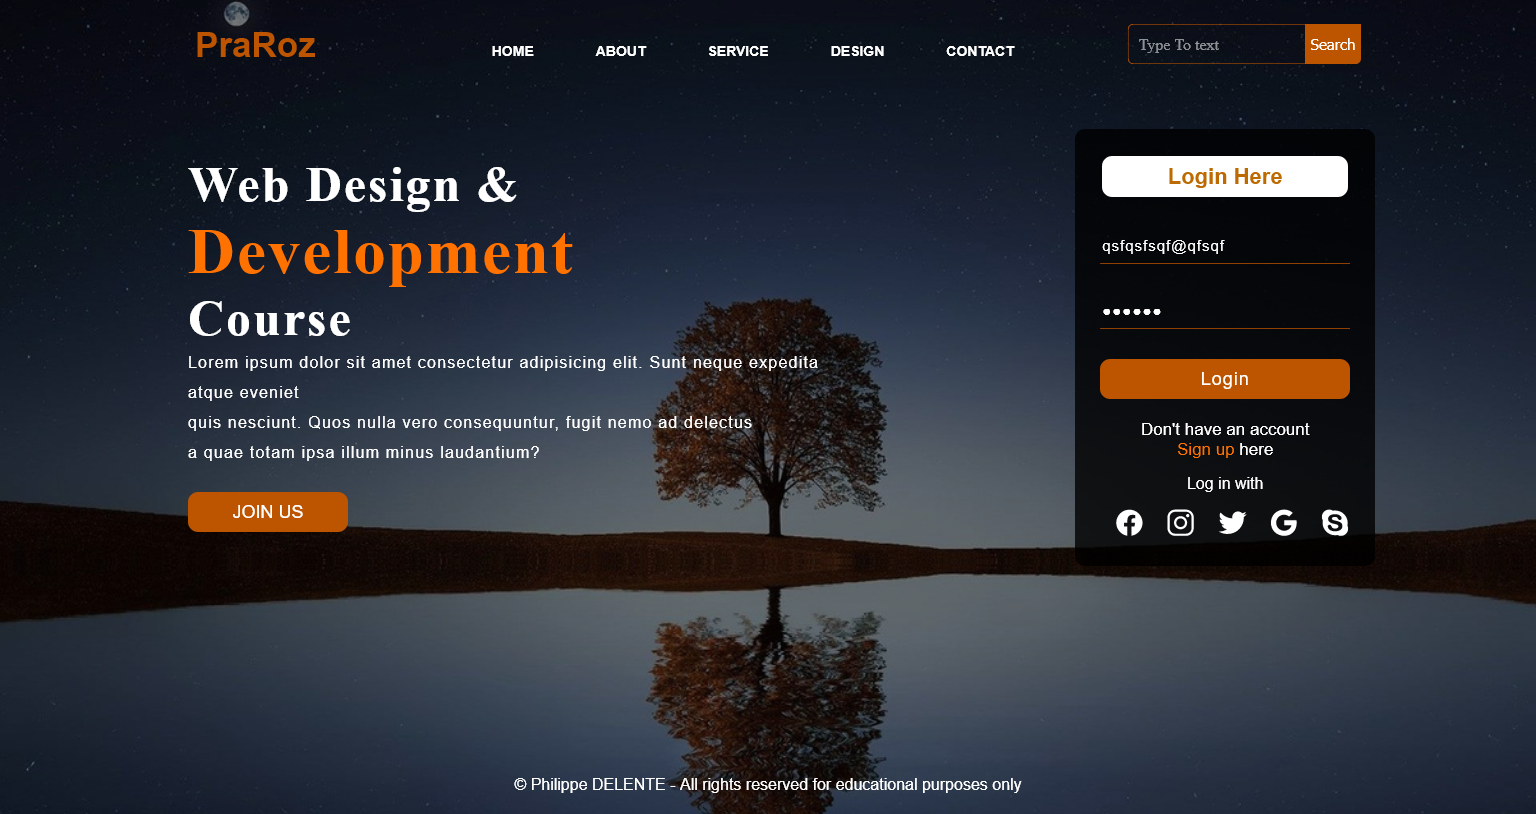 PraRoz
HOME ABOUT SERVICE DESIGN CONTACT
Type To text Search
Web Design &
Development
Course
Lorem ipsum dolor sit amet consectetur adipisicing elit. Sunt neque expedita
atque eveniet
quis nesciunt. Quos nulla vero consequuntur, fugit nemo ad delectus
a quae totam ipsa illum minus laudantium?
JOIN US
Login Here
qsfqsfsqf@qfsqf
••••••
Login
Don't have an account
Sign up here
Log in with
© Philippe DELENTE - All rights reserved for educational purposes only